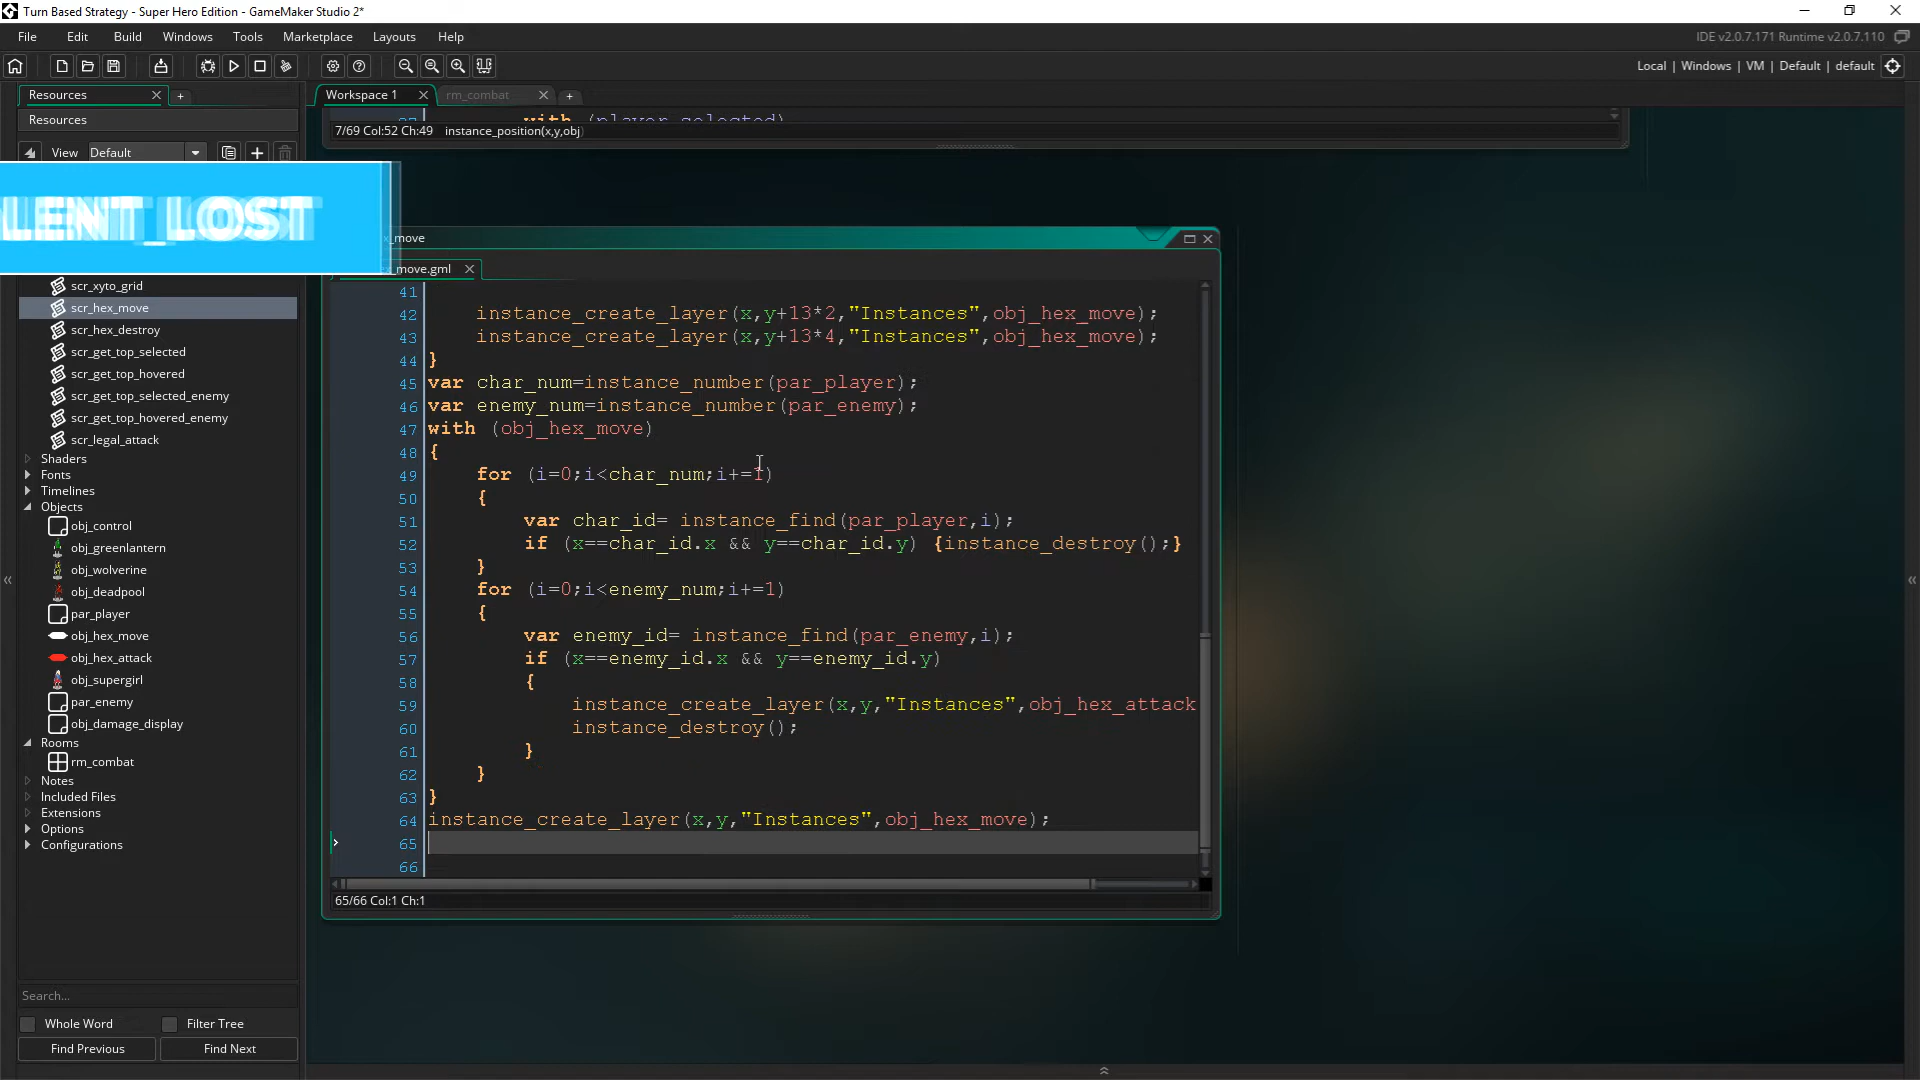 Turn Based Strategy - Super Hero Edition - GameMaker Studio 2*
File Edit Build Windows Tools Marketplace Layouts Help
IDE v2.0.7.171 Runtime v2.0.7.110
Local | Windows | VM | Default | default
Resources
Workspace 1
rm_combat
Resources
with (player_selected)
7/69 Col:52 Ch:49 instance_position(x,y,obj
View Default
LENT_LOST
_move
_move.gml
scr_xyto_grid
scr_hex_move
scr_hex_destroy
scr_get_top_selected
scr_get_top_hovered
scr_get_top_selected_enemy
scr_get_top_hovered_enemy
scr_legal_attack
Shaders
Fonts
Timelines
Objects
obj_control
obj_greenlantern
obj_wolverine
obj_deadpool
par_player
obj_hex_move
obj_hex_attack
obj_supergirl
par_enemy
obj_damage_display
Rooms
rm_combat
Notes
Included Files
Extensions
Options
Configurations
Search...
Whole Word
Filter Tree
Find Previous
Find Next
41
42 instance_create_layer(x,y+13*2,"Instances",obj_hex_move);
43 instance_create_layer(x,y+13*4,"Instances",obj_hex_move);
44 }
45 var char_num=instance_number(par_player);
46 var enemy_num=instance_number(par_enemy);
47 with (obj_hex_move)
48 {
49 for (i=0;i<char_num;i+=1)
50 {
51 var char_id= instance_find(par_player,i);
52 if (x==char_id.x && y==char_id.y) {instance_destroy();}
53 }
54 for (i=0;i<enemy_num;i+=1)
55 {
56 var enemy_id= instance_find(par_enemy,i);
57 if (x==enemy_id.x && y==enemy_id.y)
58 {
59 instance_create_layer(x,y,"Instances",obj_hex_attack
60 instance_destroy();
61 }
62 }
63 }
64 instance_create_layer(x,y,"Instances",obj_hex_move);
65
66
65/66 Col:1 Ch:1